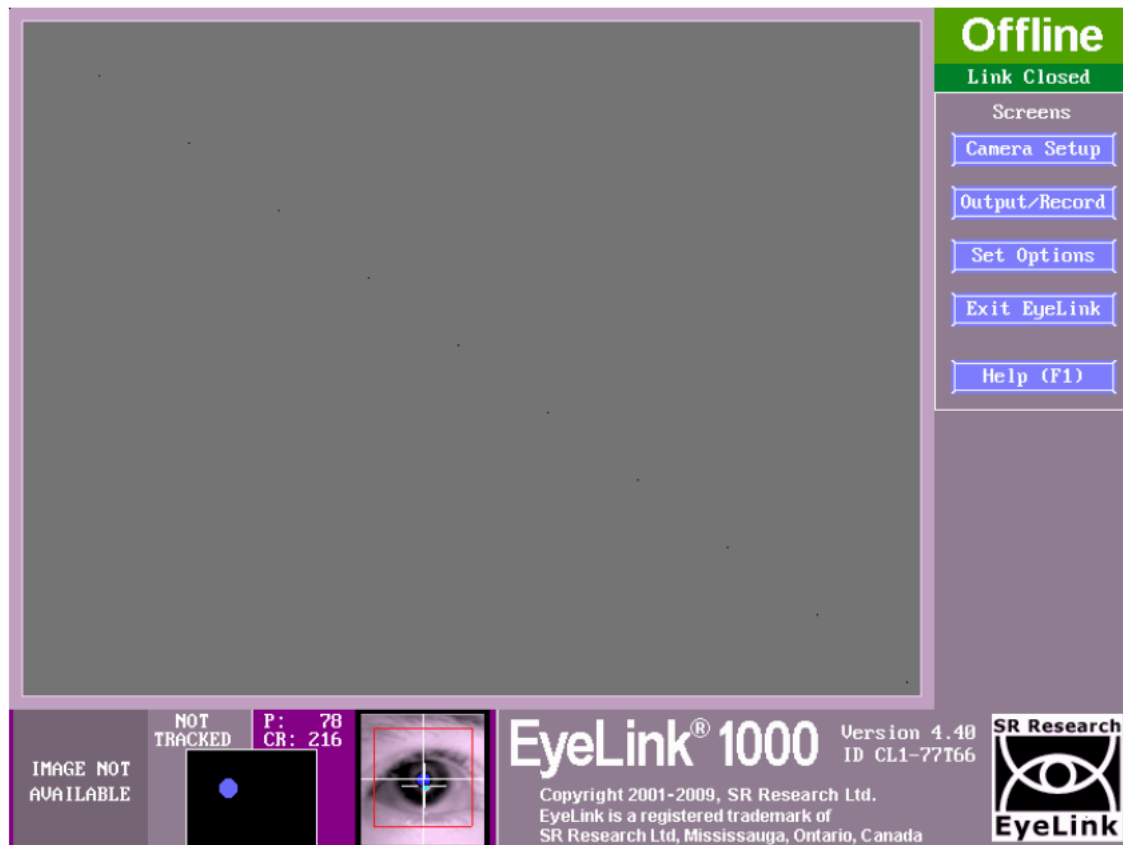 Offline
Link Closed
Screens
Camera Setup
Output/Record
Set Options
Exit EyeLink
Help (F1)
IMAGE NOT
AVAILABLE
NOT
TRACKED
P: 78
CR: 216
EyeLink® 1000
Version 4.40
ID CL1-77T66
Copyright 2001-2009, SR Research Ltd.
EyeLink is a registered trademark of
SR Research Ltd, Mississauga, Ontario, Canada
SR Research
EyeLink